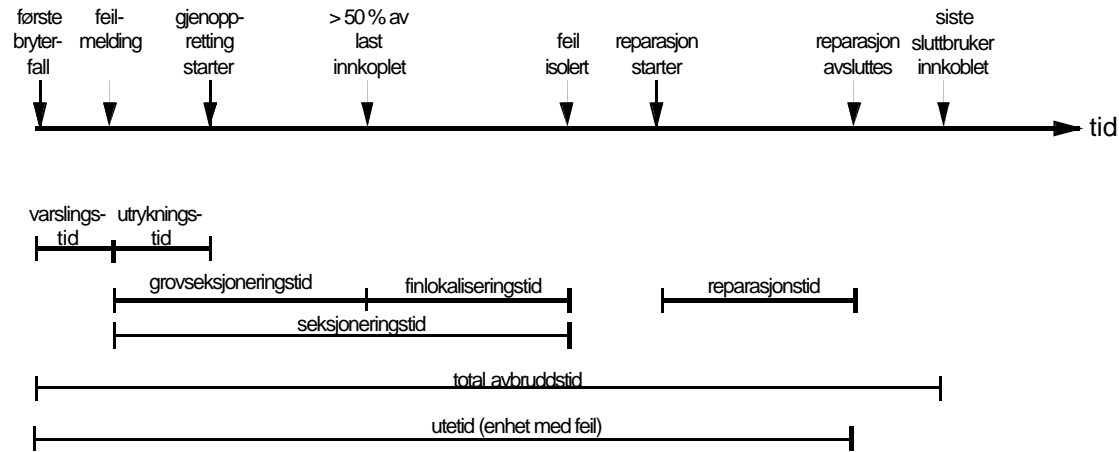 første
bryter-
fall
feil-
melding
gjenopp-
retting
starter
> 50 % av
last
innkoplet
feil
isolert
reparasjon
starter
reparasjon
avsluttes
siste
sluttbruker
innkoblet
tid
varslings-
tid
utryknings-
tid
grovseksjoneringstid
finlokaliseringstid
reparasjonstid
seksjoneringstid
total avbruddstid
utetid (enhet med feil)